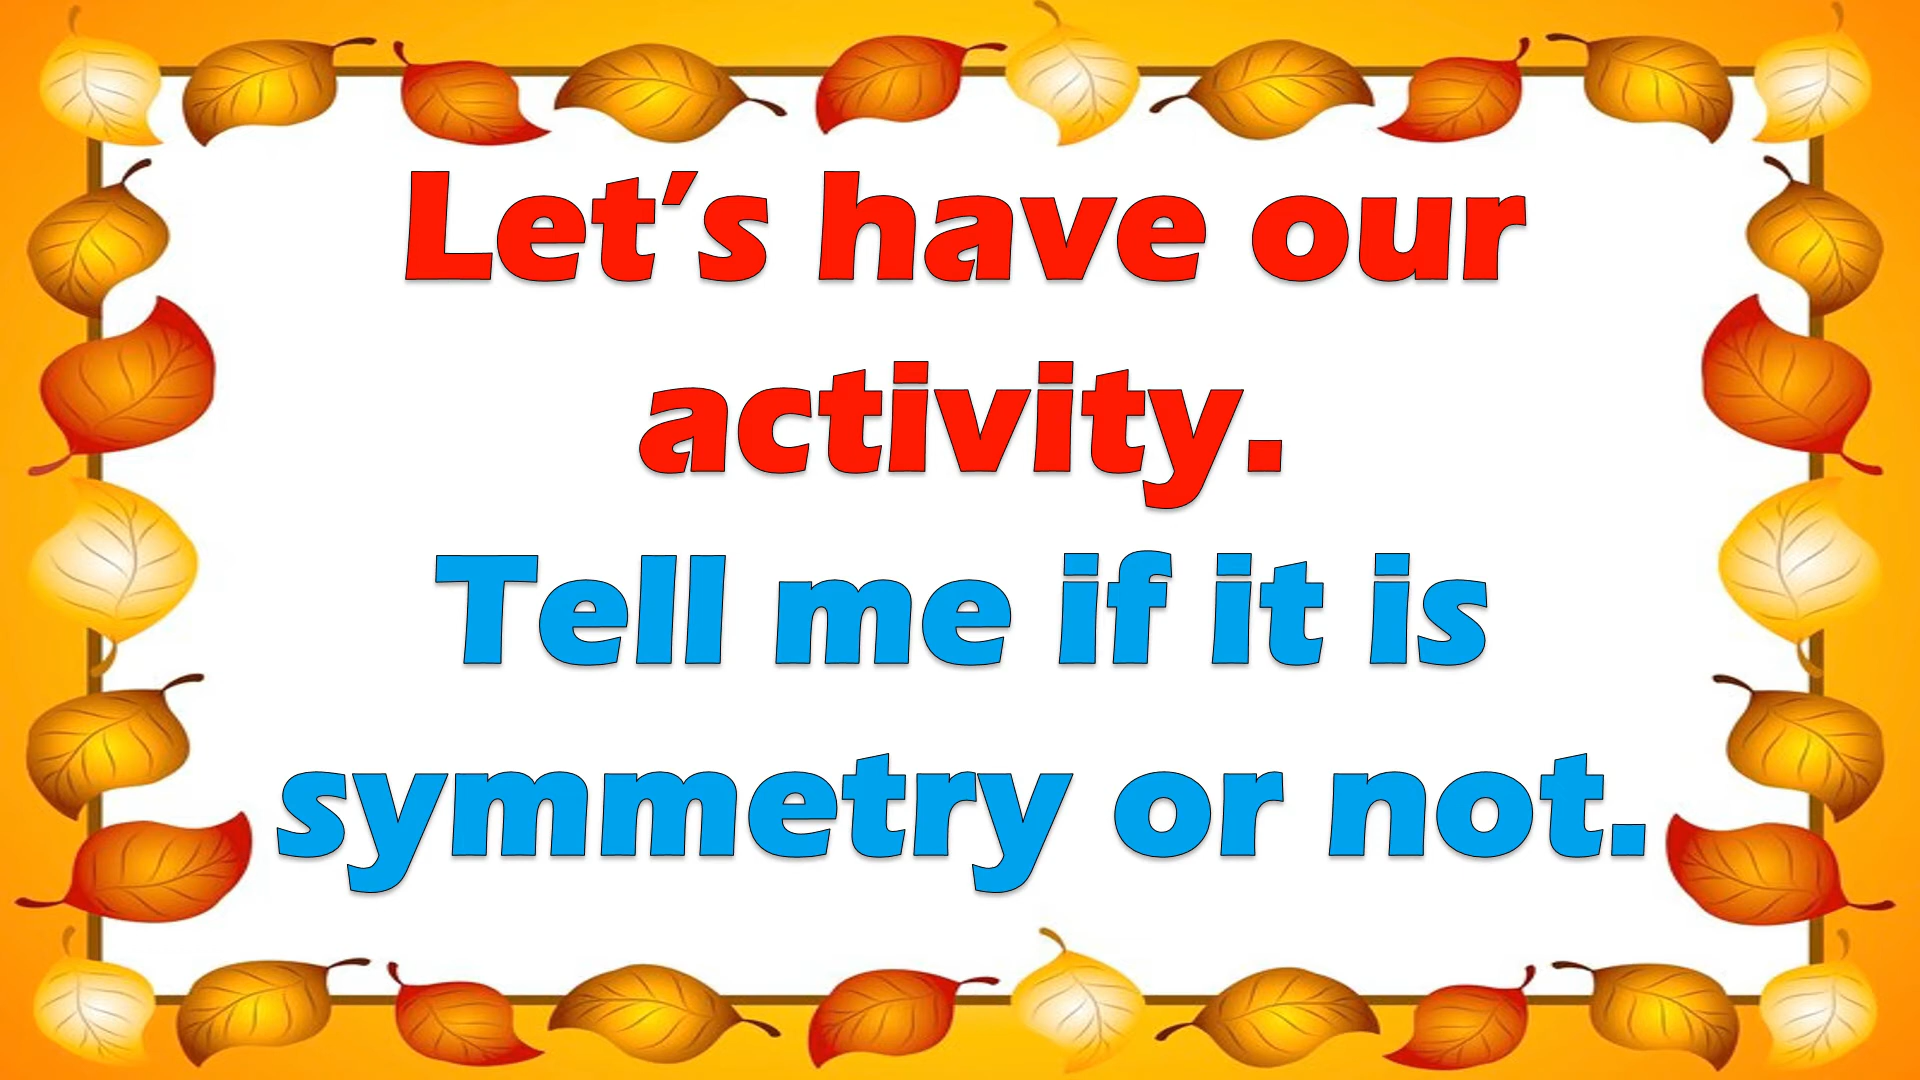 Let’s have our
activity.
Tell me if it is
symmetry or not.